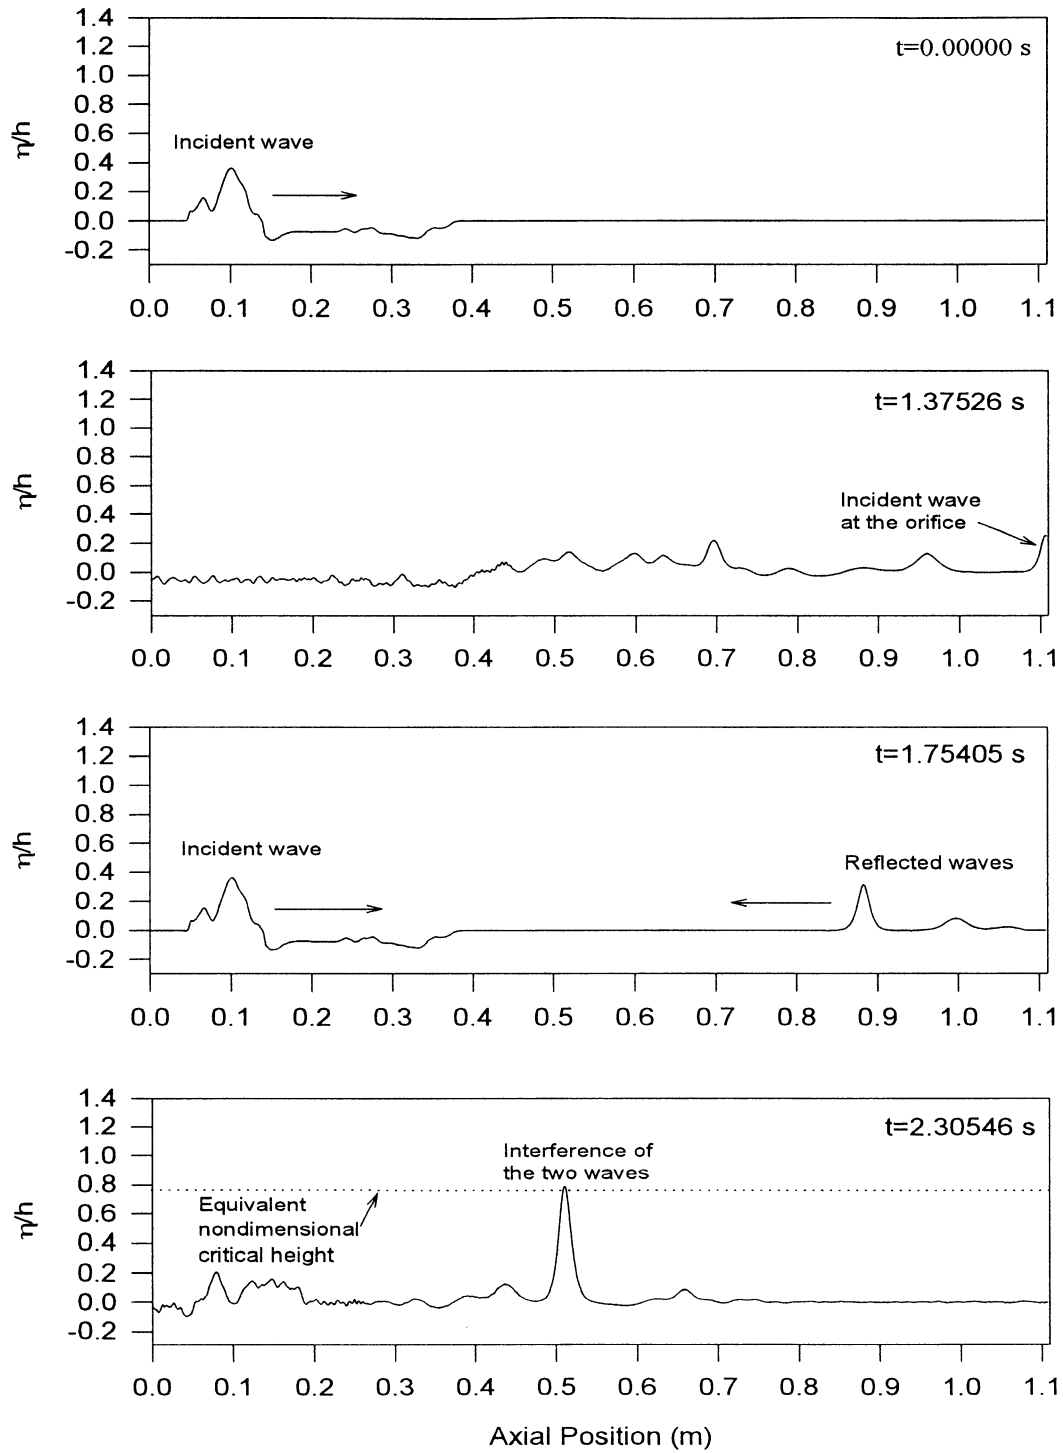 1.4
1.2
1.0
0.8
0.6
0.4
0.2
0.0
-0.2
η/h
t=0.00000 s
Incident wave
0.0 0.1 0.2 0.3 0.4 0.5 0.6 0.7 0.8 0.9 1.0 1.1
1.4
1.2
1.0
0.8
0.6
0.4
0.2
0.0
-0.2
η/h
t=1.37526 s
Incident wave
at the orifice
0.0 0.1 0.2 0.3 0.4 0.5 0.6 0.7 0.8 0.9 1.0 1.1
1.4
1.2
1.0
0.8
0.6
0.4
0.2
0.0
-0.2
η/h
t=1.75405 s
Incident wave
Reflected waves
0.0 0.1 0.2 0.3 0.4 0.5 0.6 0.7 0.8 0.9 1.0 1.1
1.4
1.2
1.0
0.8
0.6
0.4
0.2
0.0
-0.2
η/h
t=2.30546 s
Interference of
the two waves
Equivalent
nondimensional
critical height
0.0 0.1 0.2 0.3 0.4 0.5 0.6 0.7 0.8 0.9 1.0 1.1
Axial Position (m)